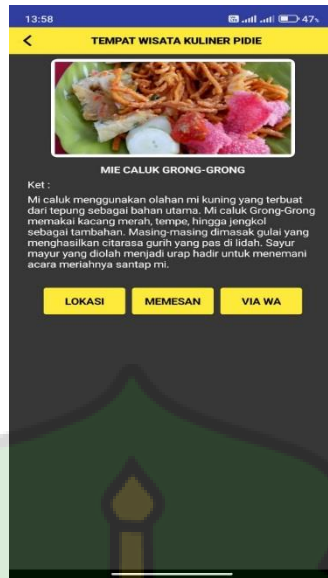 13:58
47%
TEMPAT WISATA KULINER PIDIE
MIE CALUK GRONG-GRONG
Ket :
Mi caluk menggunakan olahan mi kuning yang terbuat
dari tepung sebagai bahan utama. Mi caluk Grong-Grong
memakai kacang merah, tempe, hingga jengkol
sebagai tambahan. Masing-masing dimasak gulai yang
menghasilkan citarasa gurih yang pas di lidah. Sayur
mayur yang diolah menjadi urap hadir untuk menemani
acara meriahnya santap mi.
LOKASI MEMESAN VIA WA